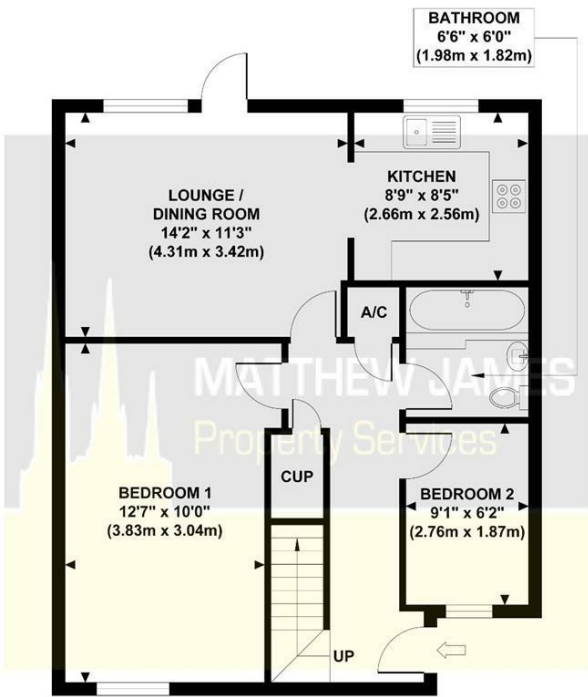 BATHROOM
6'6" x 6'0"
(1.98m x 1.82m)
LOUNGE /
DINING ROOM
14'2" x 11'3"
(4.31m x 3.42m)
KITCHEN
8'9" x 8'5"
(2.66m x 2.56m)
A/C
MATTHEW JAMES
Property Services
CUP
BEDROOM 1
12'7" x 10'0"
(3.83m x 3.04m)
BEDROOM 2
9'1" x 6'2"
(2.76m x 1.87m)
UP